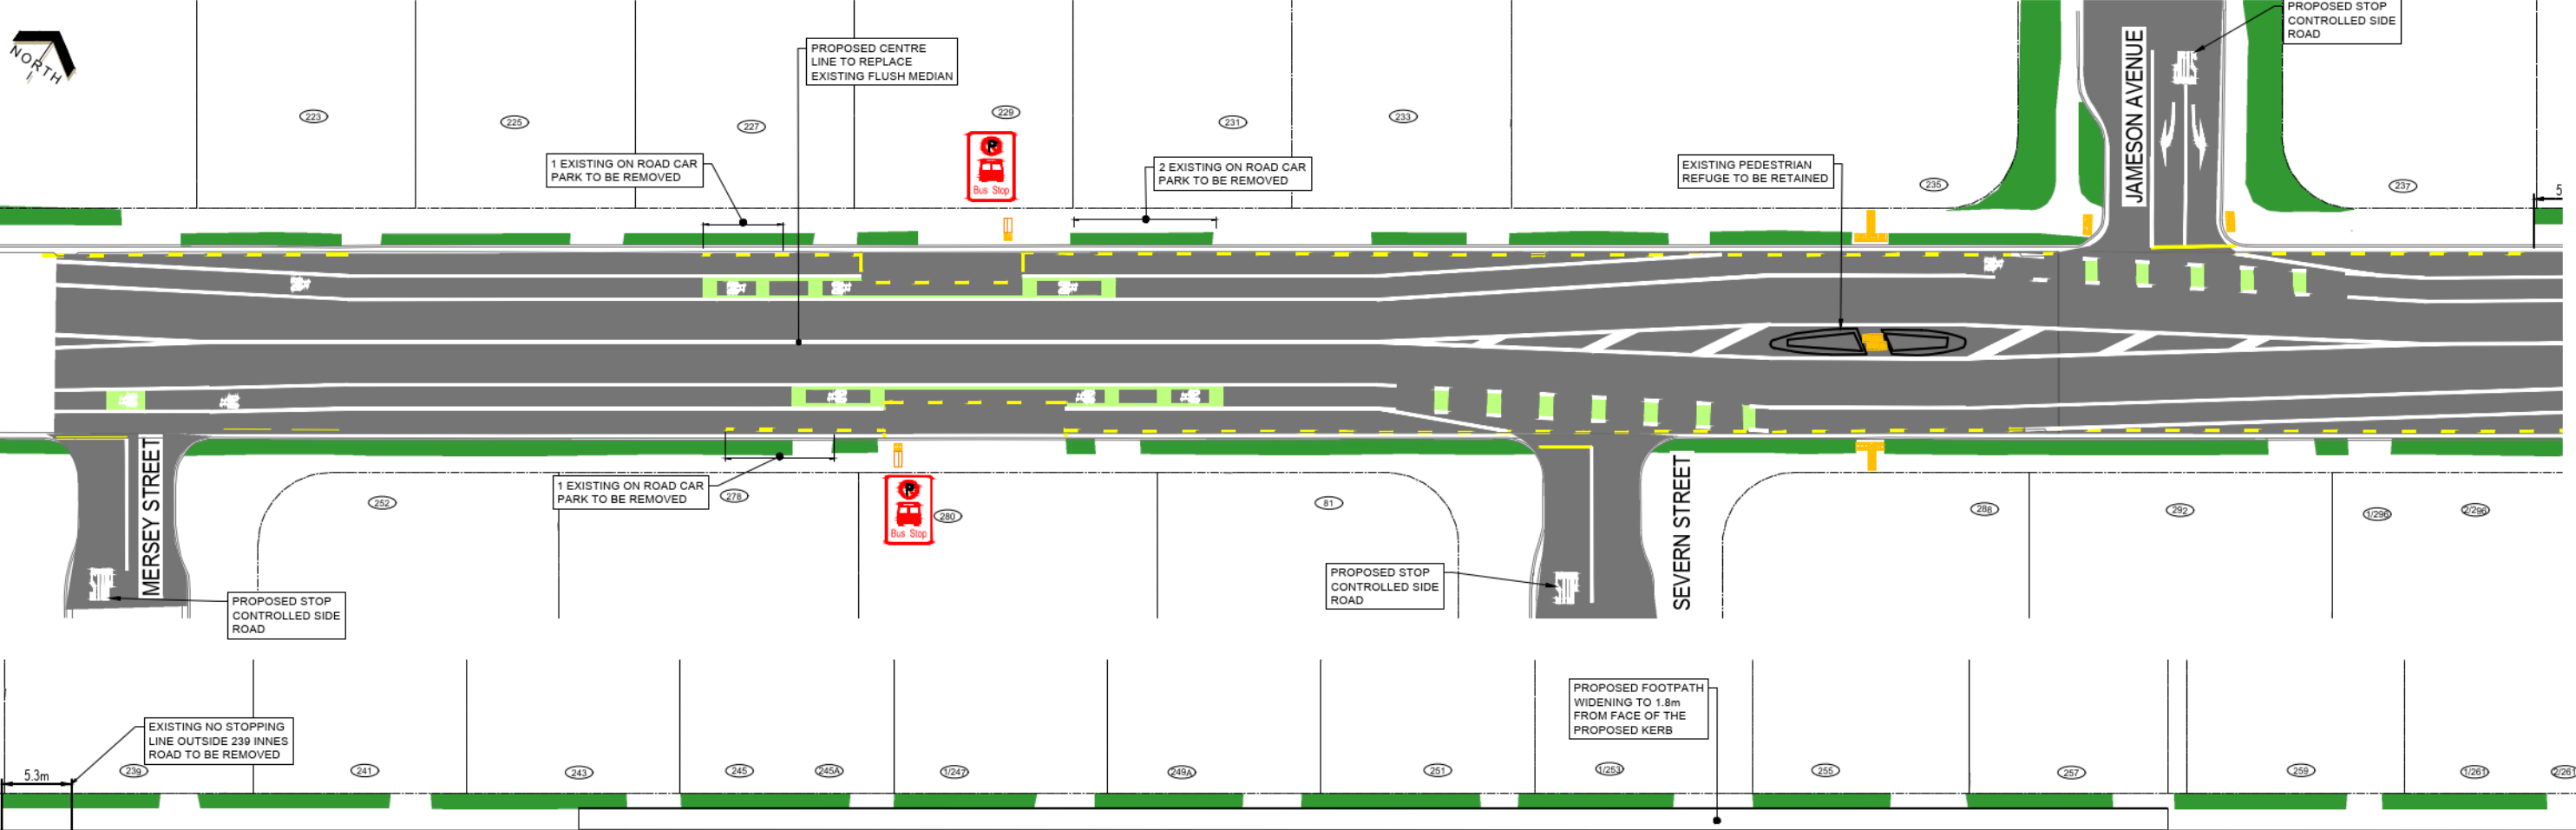 NORTH
PROPOSED CENTRE
LINE TO REPLACE
EXISTING FLUSH MEDIAN
PROPOSED STOP
CONTROLLED SIDE
ROAD
JAMESON AVENUE
223
225
227
229
231
233
1 EXISTING ON ROAD CAR
PARK TO BE REMOVED
P
Bus Stop
2 EXISTING ON ROAD CAR
PARK TO BE REMOVED
EXISTING PEDESTRIAN
REFUGE TO BE RETAINED
235
237
5
MERSEY STREET
252
1 EXISTING ON ROAD CAR
PARK TO BE REMOVED
278
P
Bus Stop
280
81
SEVERN STREET
288
292
1/296
2/296
PROPOSED STOP
CONTROLLED SIDE
ROAD
PROPOSED STOP
CONTROLLED SIDE
ROAD
EXISTING NO STOPPING
LINE OUTSIDE 239 INNES
ROAD TO BE REMOVED
PROPOSED FOOTPATH
WIDENING TO 1.8m
FROM FACE OF THE
PROPOSED KERB
5.3m
239
241
243
245
245A
1/247
249A
251
1/253
255
257
259
1/261
2/261